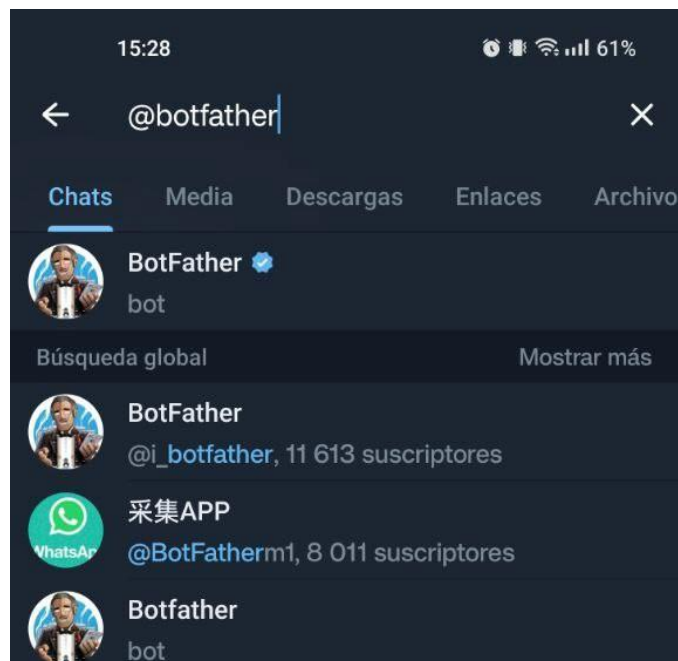 15:28 61%
@botfather
Chats Media Descargas Enlaces Archivo
BotFather
bot
Búsqueda global Mostrar más
BotFather
@i_botfather, 11 613 suscriptores
采集APP
@BotFatherm1, 8 011 suscriptores
WhatsAp
Botfather
bot